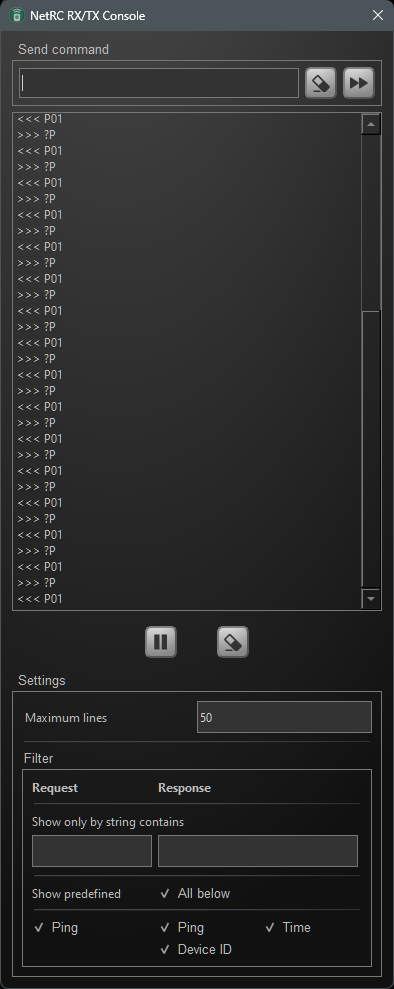 NetRC RX/TX Console
Send command
<<< P01
>>> ?P
<<< P01
>>> ?P
<<< P01
>>> ?P
<<< P01
>>> ?P
<<< P01
>>> ?P
<<< P01
>>> ?P
<<< P01
>>> ?P
<<< P01
>>> ?P
<<< P01
>>> ?P
<<< P01
>>> ?P
<<< P01
>>> ?P
<<< P01
>>> ?P
<<< P01
>>> ?P
<<< P01
>>> ?P
<<< P01
>>> ?P
<<< P01
Settings
Maximum lines 50
Filter
Request Response
Show only by string contains
Show predefined ✓ All below
✓ Ping ✓ Ping ✓ Time
✓ Device ID